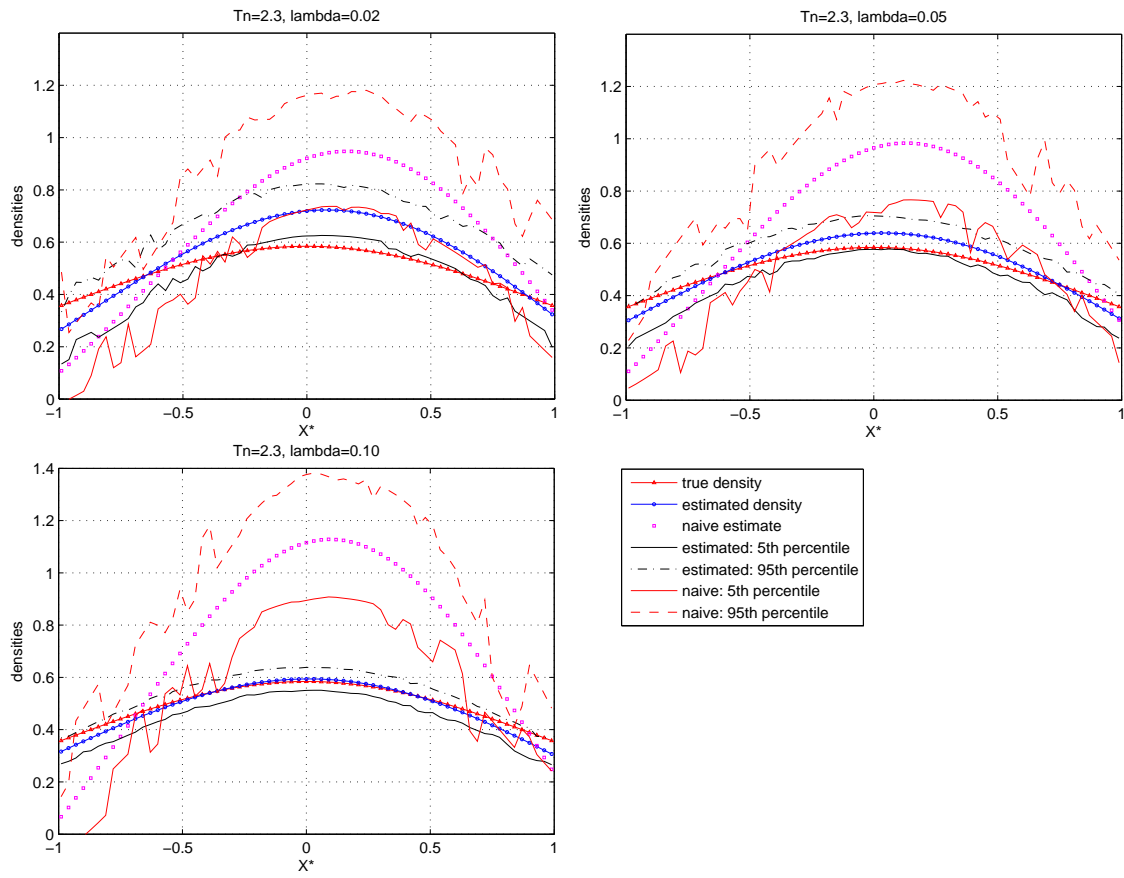 Tn=2.3, lambda=0.02
densities
1.2
1
0.8
0.6
0.4
0.2
0
−1
−0.5
0
0.5
1
X*
Tn=2.3, lambda=0.05
densities
1.2
1
0.8
0.6
0.4
0.2
0
−1
−0.5
0
0.5
1
X*
Tn=2.3, lambda=0.10
densities
1.4
1.2
1
0.8
0.6
0.4
0.2
0
−1
−0.5
0
0.5
1
X*
true density
estimated density
naive estimate
estimated: 5th percentile
estimated: 95th percentile
naive: 5th percentile
naive: 95th percentile